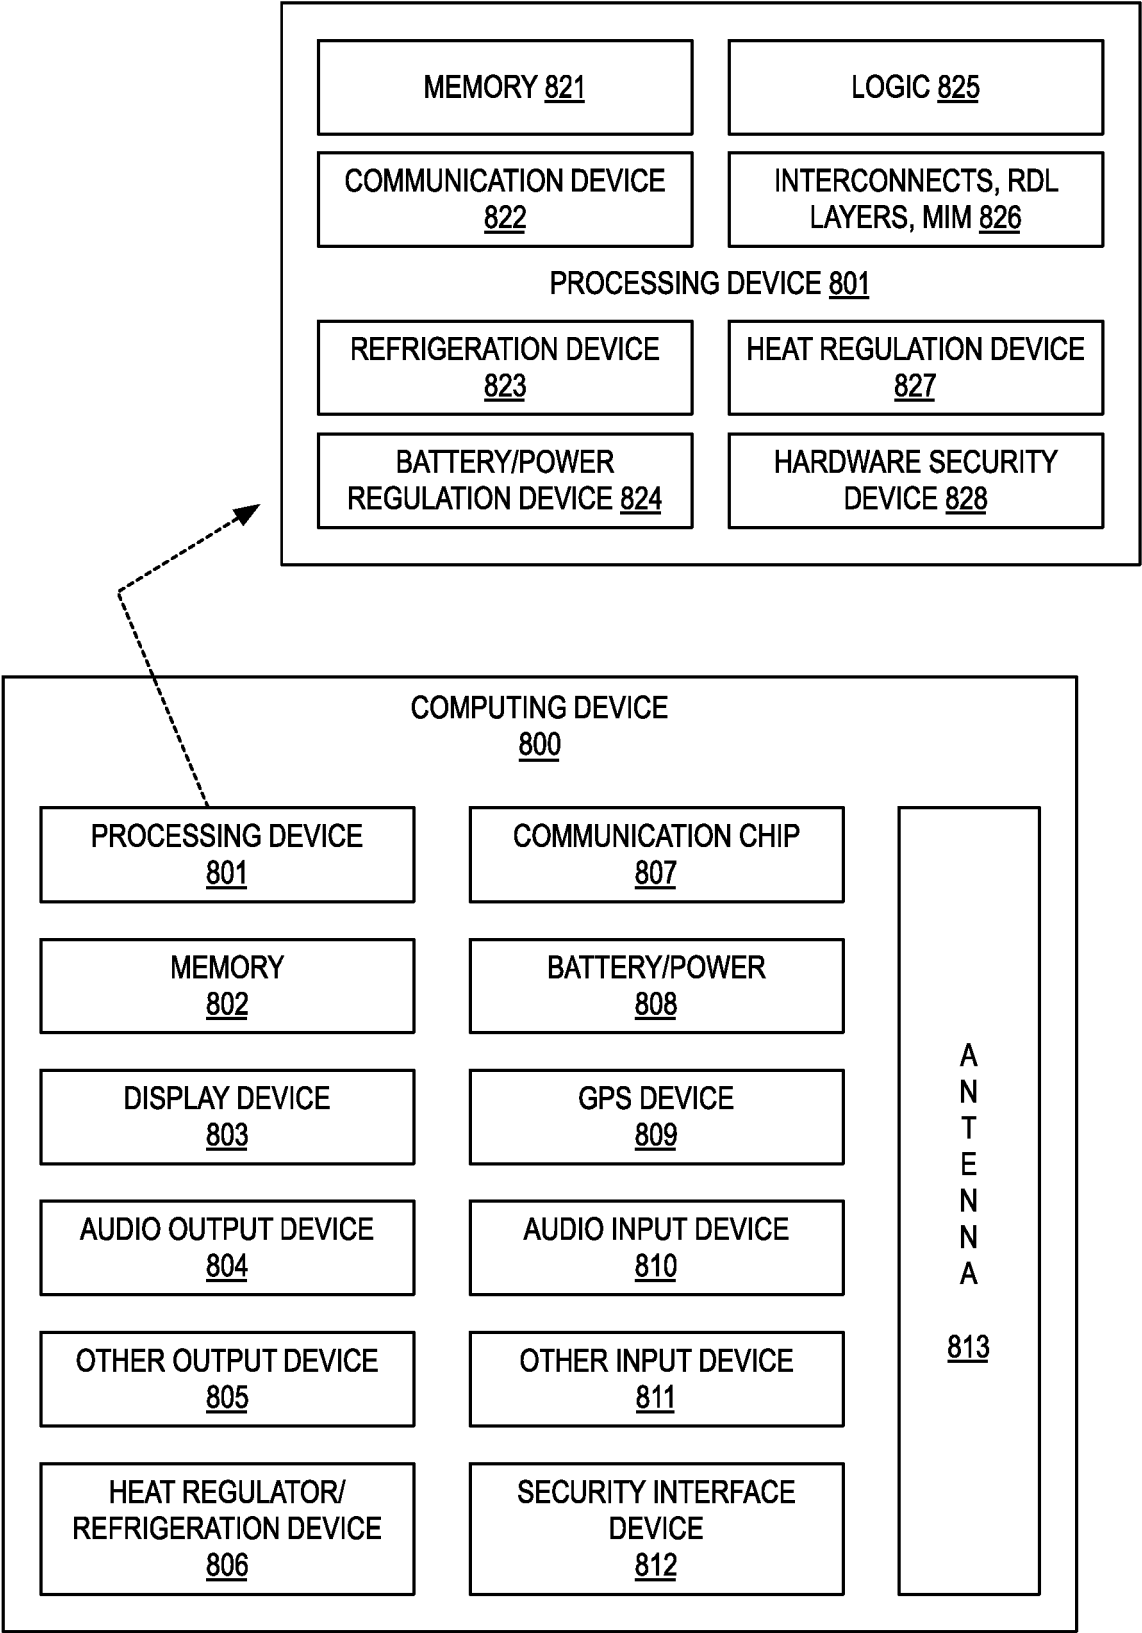 MEMORY 821
LOGIC 825
COMMUNICATION DEVICE
822
INTERCONNECTS, RDL
LAYERS, MIM 826
PROCESSING DEVICE 801
REFRIGERATION DEVICE
823
HEAT REGULATION DEVICE
827
BATTERY/POWER
REGULATION DEVICE 824
HARDWARE SECURITY
DEVICE 828
COMPUTING DEVICE
800
PROCESSING DEVICE
801
COMMUNICATION CHIP
807
MEMORY
802
BATTERY/POWER
808
DISPLAY DEVICE
803
GPS DEVICE
809
AUDIO OUTPUT DEVICE
804
AUDIO INPUT DEVICE
810
OTHER OUTPUT DEVICE
805
OTHER INPUT DEVICE
811
HEAT REGULATOR/
REFRIGERATION DEVICE
806
SECURITY INTERFACE
DEVICE
812
ANTENNA
813